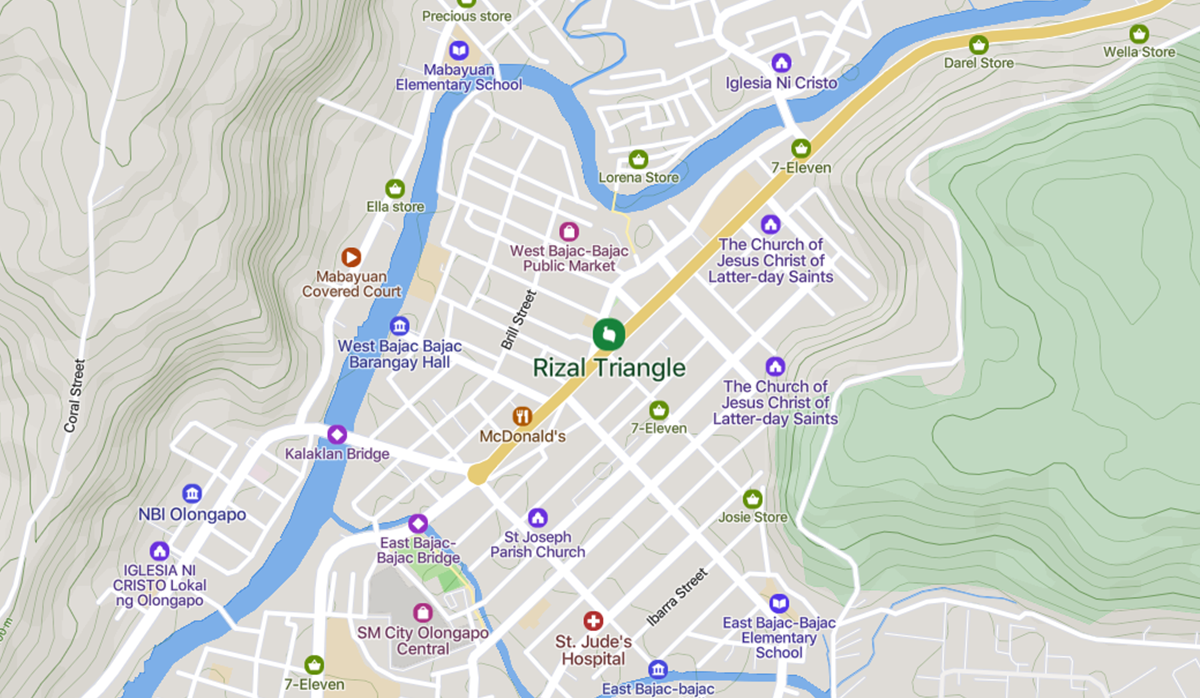 Precious store
Mabayuan
Elementary School
Iglesia Ni Cristo
Darel Store
Wella Store
Lorena Store
7-Eleven
Ella store
West Bajac-Bajac
Public Market
The Church of
Jesus Christ of
Latter-day Saints
Mabayuan
Covered Court
Brill Street
West Bajac Bajac
Barangay Hall
Rizal Triangle
Coral Street
The Church of
Jesus Christ of
Latter-day Saints
McDonald's
7-Eleven
Kalaklan Bridge
NBI Olongapo
Josie Store
East Bajac-
Bajac Bridge
St Joseph
Parish Church
IGLESIA NI
CRISTO Lokal
ng Olongapo
Ibarra Street
SM City Olongapo
Central
St. Jude's
Hospital
East Bajac-Bajac
Elementary
School
7-Eleven
East Bajac-bajac